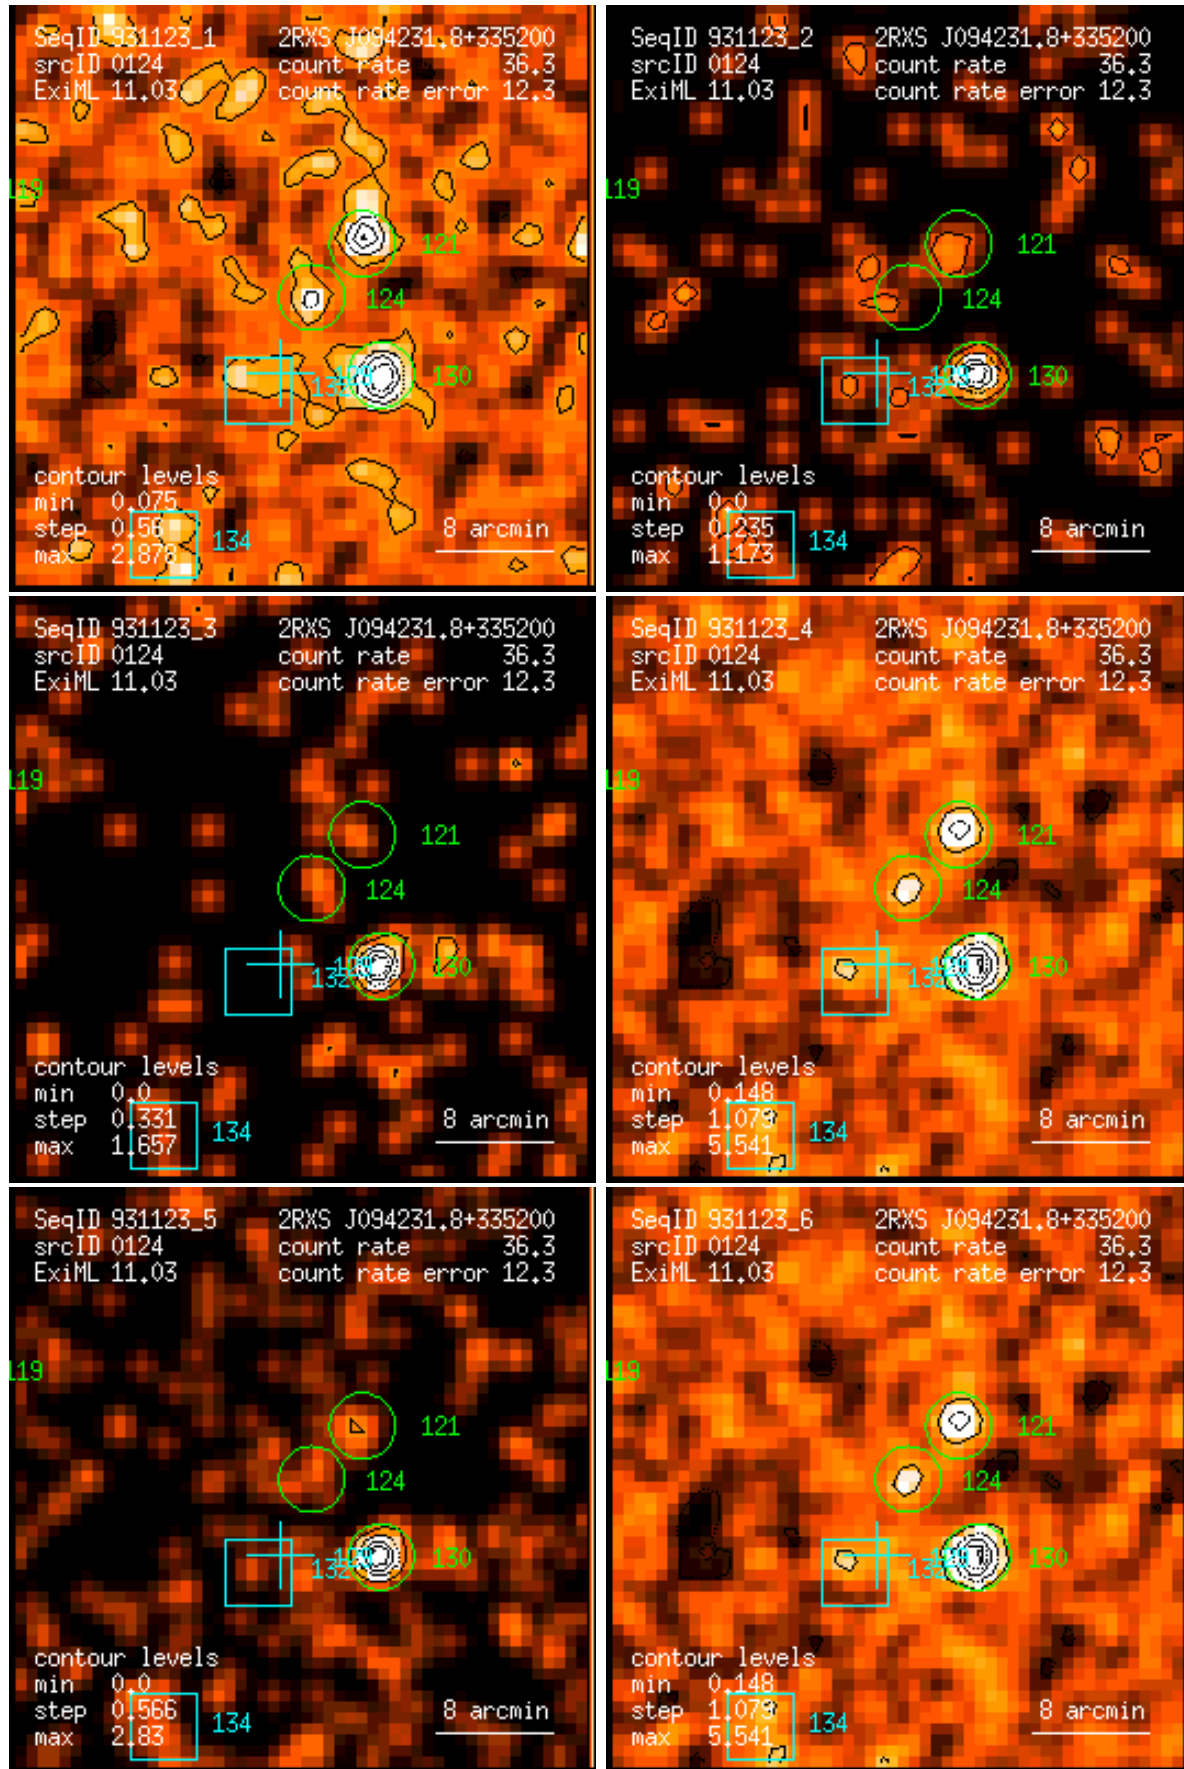 SeqID 931123_1 2RXS J094231.8+335200
srcID 0124 count rate 36.3
ExiML 11.03 count rate error 12.3
119
121
124
130
132
contour levels
min 0.075
step 0.56
max 2.878
134
8 arcmin
SeqID 931123_2 2RXS J094231.8+335200
srcID 0124 count rate 36.3
ExiML 11.03 count rate error 12.3
119
121
124
130
132
contour levels
min 0.0
step 0.235
max 1.173
134
8 arcmin
SeqID 931123_3 2RXS J094231.8+335200
srcID 0124 count rate 36.3
ExiML 11.03 count rate error 12.3
119
121
124
130
132
contour levels
min 0.0
step 0.331
max 1.657
134
8 arcmin
SeqID 931123_4 2RXS J094231.8+335200
srcID 0124 count rate 36.3
ExiML 11.03 count rate error 12.3
119
121
124
130
132
contour levels
min 0.148
step 1.079
max 5.541
134
8 arcmin
SeqID 931123_5 2RXS J094231.8+335200
srcID 0124 count rate 36.3
ExiML 11.03 count rate error 12.3
119
121
124
130
132
contour levels
min 0.0
step 0.566
max 2.83
134
8 arcmin
SeqID 931123_6 2RXS J094231.8+335200
srcID 0124 count rate 36.3
ExiML 11.03 count rate error 12.3
119
121
124
130
132
contour levels
min 0.148
step 1.079
max 5.541
134
8 arcmin